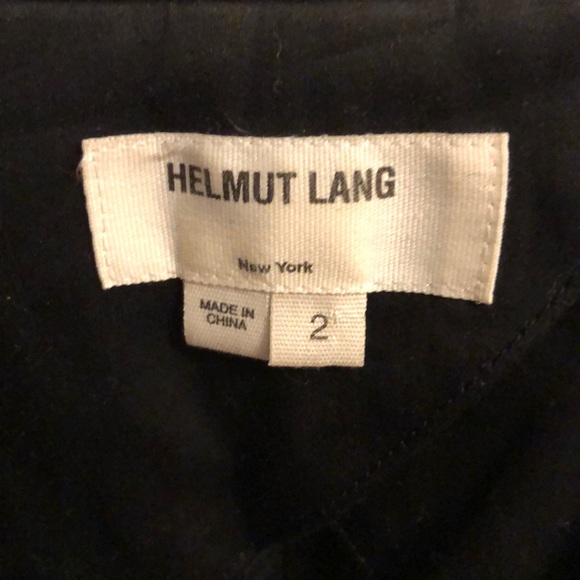 HELMUT LANG
New York
MADE IN
CHINA
2